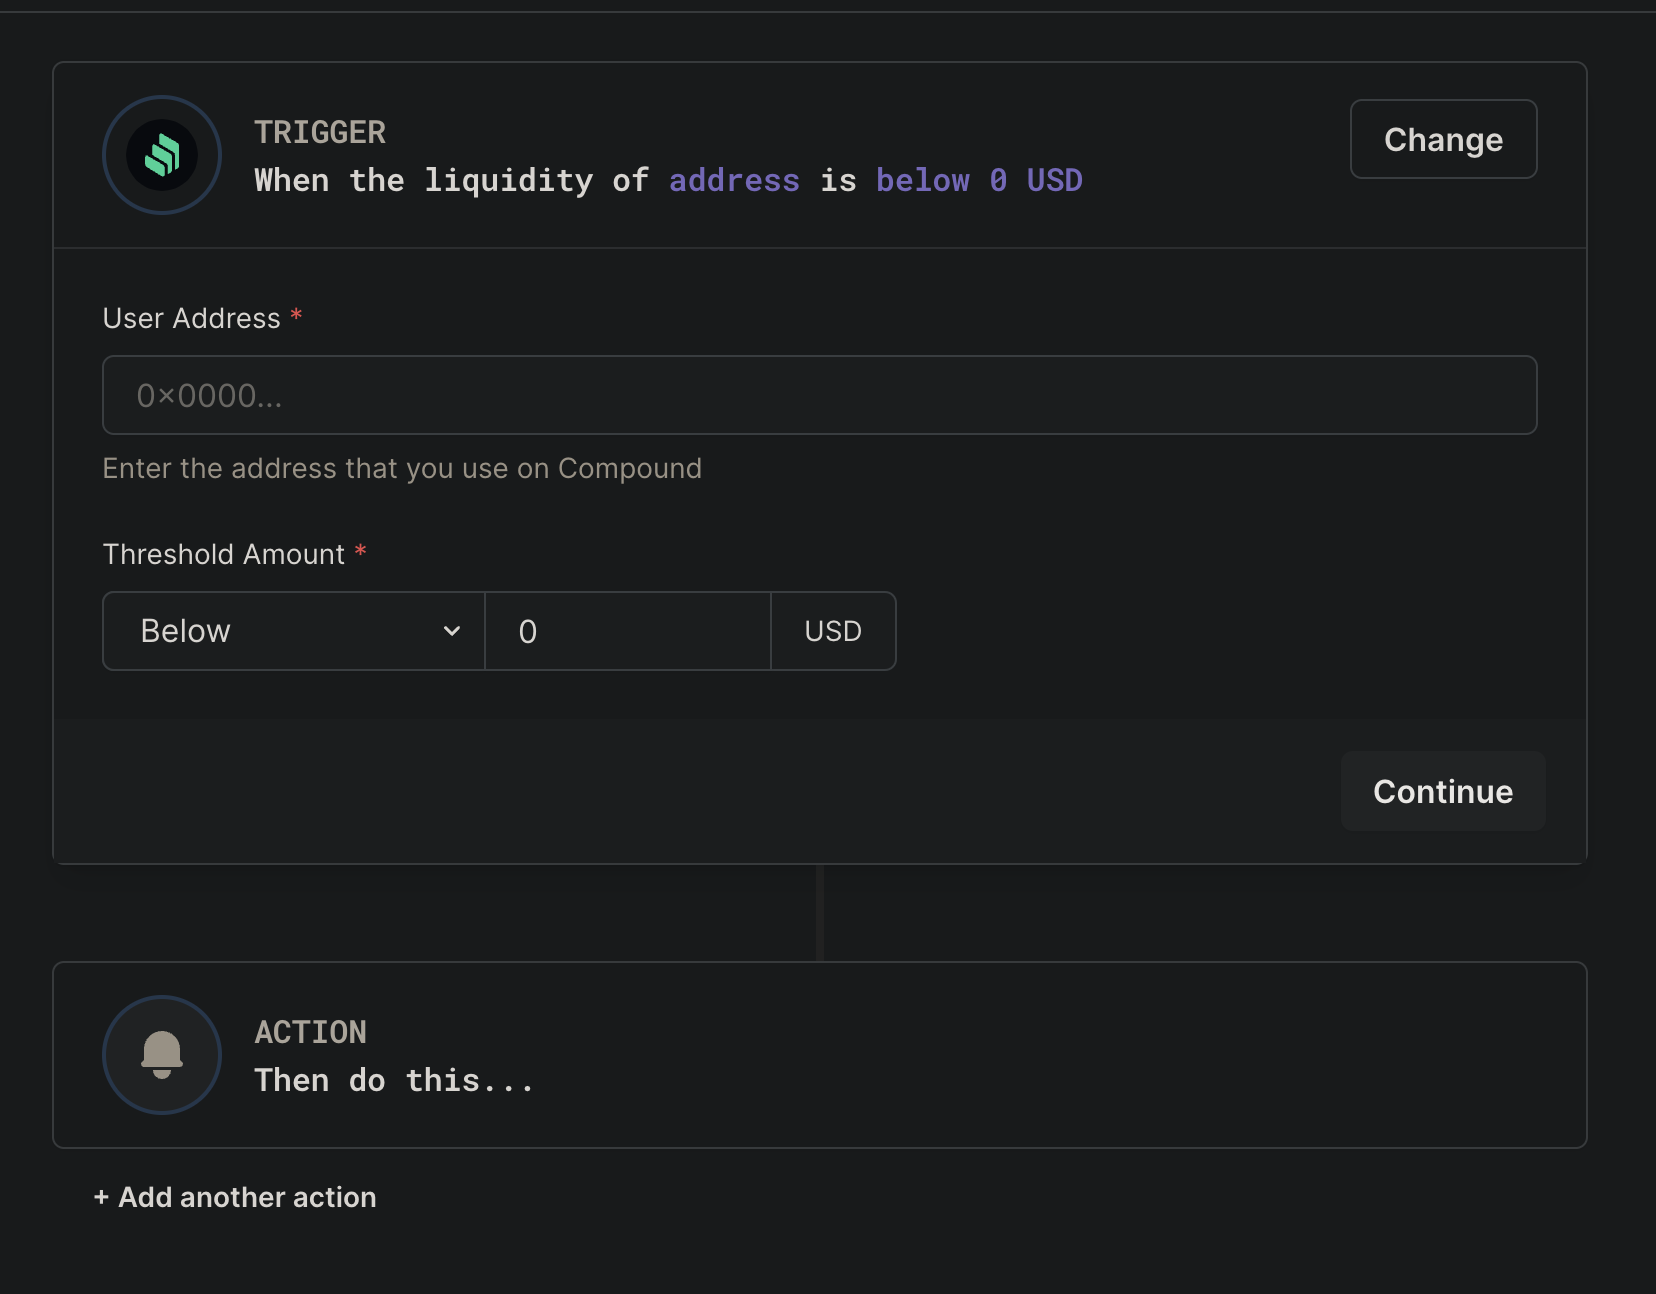 TRIGGER
When the liquidity of address is below 0 USD
Change
User Address *
0×0000...
Enter the address that you use on Compound
Threshold Amount *
Below
0
USD
Continue
ACTION
Then do this...
+ Add another action